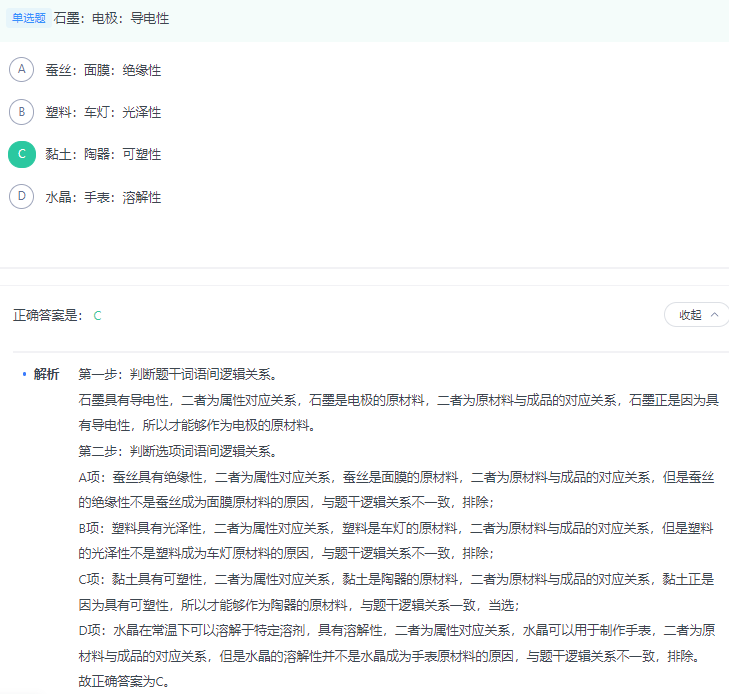 单选题 石墨：电极：导电性
A 蚕丝：面膜：绝缘性
B 塑料：车灯：光泽性
C 黏土：陶器：可塑性
D 水晶：手表：溶解性
正确答案是：C 收起
解析 第一步：判断题干词语间逻辑关系。
石墨具有导电性，二者为属性对应关系，石墨是电极的原材料，二者为原材料与成品的对应关系，石墨正是因为具
有导电性，所以才能够作为电极的原材料。
第二步：判断选项词语间逻辑关系。
A项：蚕丝具有绝缘性，二者为属性对应关系，蚕丝是面膜的原材料，二者为原材料与成品的对应关系，但是蚕丝
的绝缘性不是蚕丝成为面膜原材料的原因，与题干逻辑关系不一致，排除；
B项：塑料具有光泽性，二者为属性对应关系，塑料是车灯的原材料，二者为原材料与成品的对应关系，但是塑料
的光泽性不是塑料成为车灯原材料的原因，与题干逻辑关系不一致，排除；
C项：黏土具有可塑性，二者为属性对应关系，黏土是陶器的原材料，二者为原材料与成品的对应关系，黏土正是
因为具有可塑性，所以才能够作为陶器的原材料，与题干逻辑关系一致，当选；
D项：水晶在常温下可以溶解于特定溶剂，具有溶解性，二者为属性对应关系，水晶可以用于制作手表，二者为原
材料与成品的对应关系，但是水晶的溶解性并不是水晶成为手表原材料的原因，与题干逻辑关系不一致，排除。
故正确答案为C。